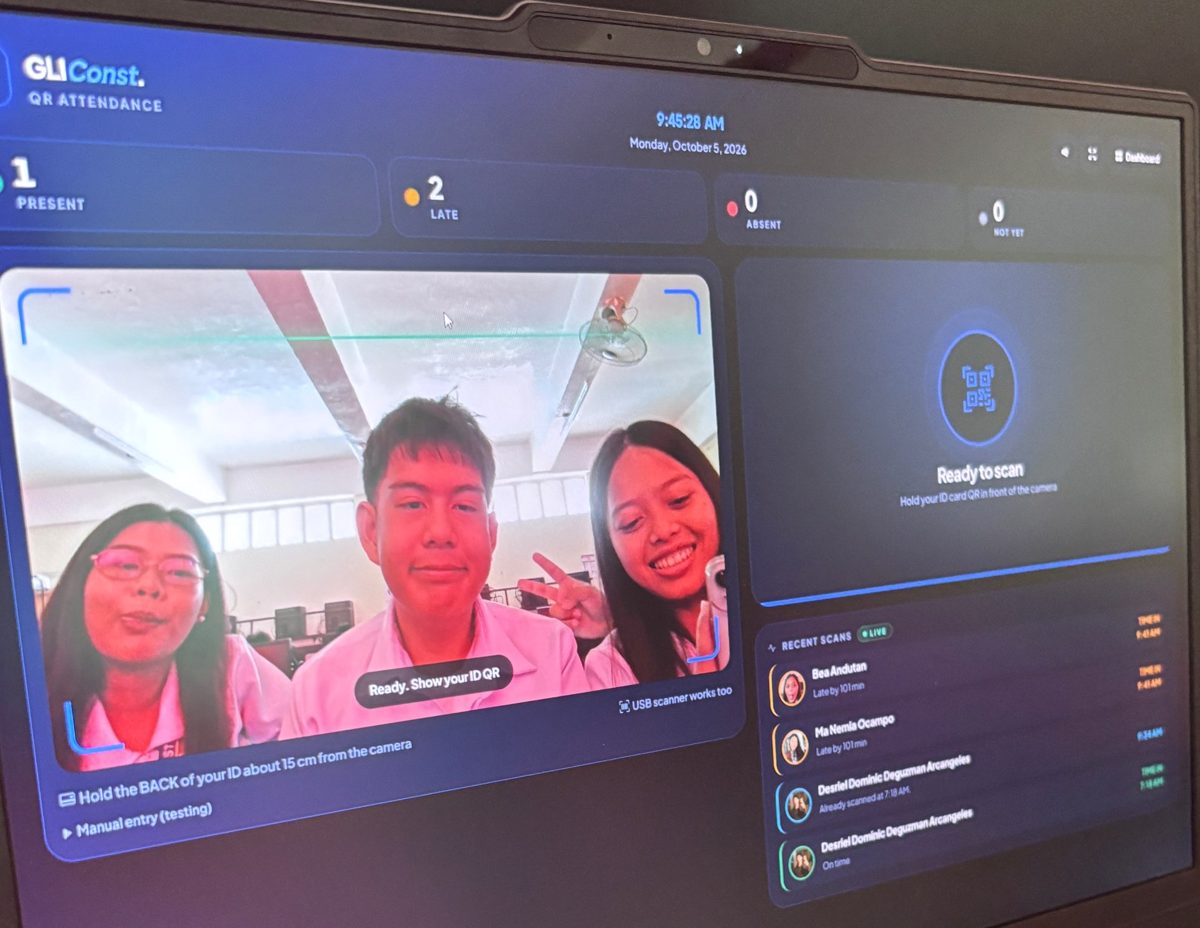 GLIConst.
QR ATTENDANCE
9:45:28 AM
Monday, October 5, 2026
Dashboard
1
PRESENT
2
LATE
0
ABSENT
0
NOT YET
Ready. Show your ID QR
USB scanner works too
Hold the BACK of your ID about 15 cm from the camera
Manual entry (testing)
Ready to scan
Hold your ID card QR in front of the camera
RECENT SCANS
LIVE
Bea Andutan
Late by 101 min
TIME IN
9:41 AM
Ma Nemia Ocampo
Late by 101 min
TIME IN
9:41 AM
Desriel Dominic Deguzman Arcangeles
Already scanned at 7:18 AM.
9:34 AM
Desriel Dominic Deguzman Arcangeles
On time
TIME IN
7:18 AM